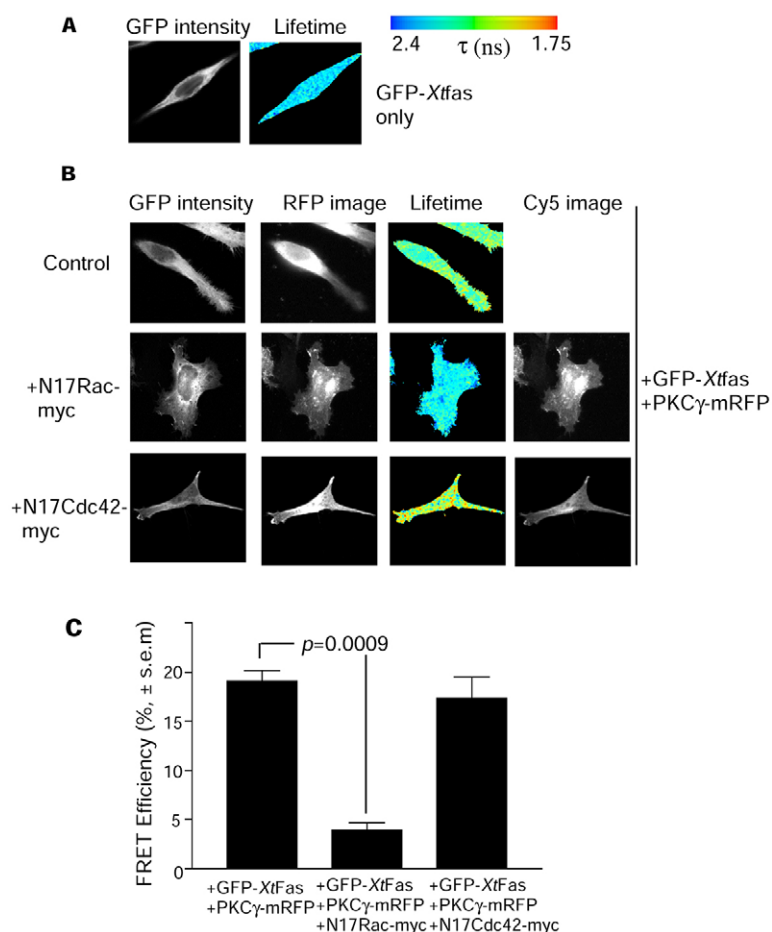 A
GFP intensity
Lifetime
2.4
τ (ns)
1.75
GFP-Xtfas
only
B
GFP intensity
RFP image
Lifetime
Cy5 image
Control
+N17Rac-
myc
+N17Cdc42-
myc
+GFP-Xtfas
+PKCγ-mRFP
C
FRET Efficiency (%, ± s.e.m)
20
15
10
5
0
p=0.0009
+GFP-XtFas
+PKCγ-mRFP
+GFP-XtFas
+PKCγ-mRFP
+N17Rac-myc
+GFP-XtFas
+PKCγ-mRFP
+N17Cdc42-myc